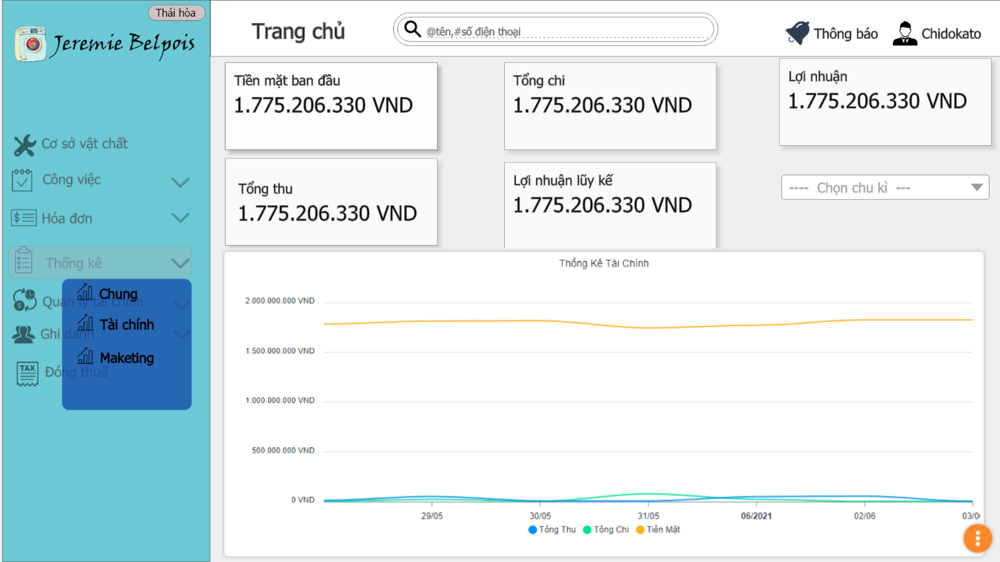 Thái hòa
Jeremie Belpois
Trang chủ
@tên,#số điện thoại
Thông báo
Chidokato
Cơ sở vật chất
Công việc
Hóa đơn
Thống kê
Quản lý tài chính
Ghi danh
TAX
Đóng thuế
Chung
Tài chính
Maketing
Tiền mặt ban đầu
1.775.206.330 VND
Tổng chi
1.775.206.330 VND
Lợi nhuận
1.775.206.330 VND
Tổng thu
1.775.206.330 VND
Lợi nhuận lũy kế
1.775.206.330 VND
---- Chọn chu kì ---
Thống Kê Tài Chính
2.000.000.000 VND
1.500.000.000 VND
1.000.000.000 VND
500.000.000 VND
0 VND
29/05
30/05
31/05
06/2021
02/06
03/0
Tổng Thu
Tổng Chi
Tiền Mặt